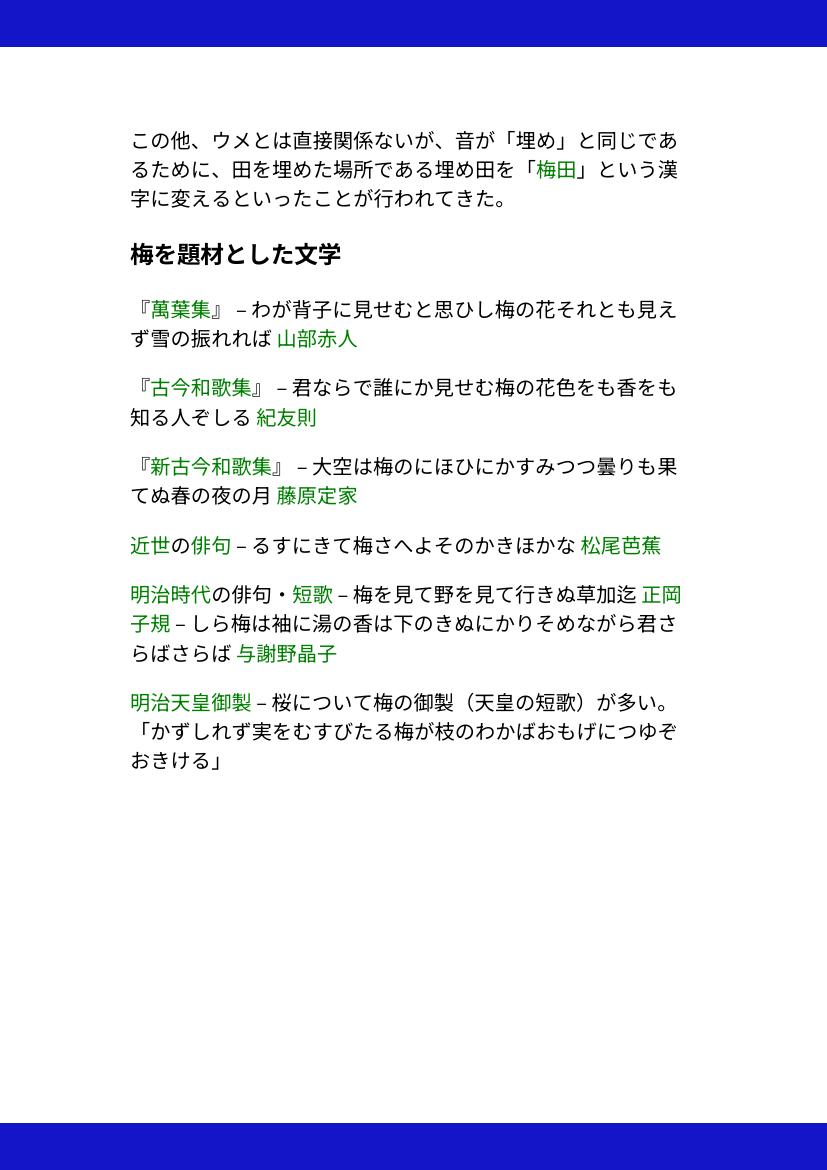 この他、ウメとは直接関係ないが、音が「埋め」と同じであ
るために、田を埋めた場所である埋め田を「梅田」という漢
字に変えるといったことが行われてきた。
梅を題材とした文学
『萬葉集』 – わが背子に見せむと思ひし梅の花それとも見え
ず雪の振れれば 山部赤人
『古今和歌集』 – 君ならで誰にか見せむ梅の花色をも香をも
知る人ぞしる 紀友則
『新古今和歌集』 – 大空は梅のにほひにかすみつつ曇りも果
てぬ春の夜の月 藤原定家
近世の俳句 – るすにきて梅さへよそのかきほかな 松尾芭蕉
明治時代の俳句・短歌 – 梅を見て野を見て行きぬ草加迄 正岡
子規 – しら梅は袖に湯の香は下のきぬにかりそめながら君さ
らばさらば 与謝野晶子
明治天皇御製 – 桜について梅の御製（天皇の短歌）が多い。
「かずしれず実をむすびたる梅が枝のわかばおもげにつゆぞ
おきける」